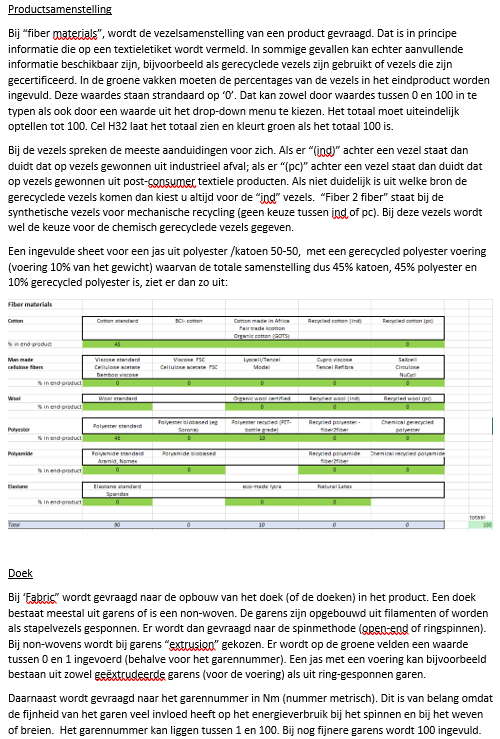 Productsamenstelling
Bij “fiber materials”, wordt de vezelsamenstelling van een product gevraagd. Dat is in principe
informatie die op een textieletiket wordt vermeld. In sommige gevallen kan echter aanvullende
informatie beschikbaar zijn, bijvoorbeeld als gerecyclede vezels zijn gebruikt of vezels die zijn
gecertificeerd. In de groene vakken moeten de percentages van de vezels in het eindproduct worden
ingevuld. Deze waardes staan strandaard op ‘0’. Dat kan zowel door waardes tussen 0 en 100 in te
typen als ook door een waarde uit het drop-down menu te kiezen. Het totaal moet uiteindelijk
optellen tot 100. Cel H32 laat het totaal zien en kleurt groen als het totaal 100 is.
Bij de vezels spreken de meeste aanduidingen voor zich. Als er “(ind)” achter een vezel staat dan
duidt dat op vezels gewonnen uit industrieel afval; als er “(pc)” achter een vezel staat dan duidt dat
op vezels gewonnen uit post-consumer textiele producten. Als niet duidelijk is uit welke bron de
gerecyclede vezels komen dan kiest u altijd voor de “ind” vezels.  “Fiber 2 fiber” staat bij de
synthetische vezels voor mechanische recycling (geen keuze tussen ind of pc). Bij deze vezels wordt
wel de keuze voor de chemisch gerecyclede vezels gegeven.
Een ingevulde sheet voor een jas uit polyester /katoen 50-50,  met een gerecycled polyester voering
(voering 10% van het gewicht) waarvan de totale samenstelling dus 45% katoen, 45% polyester en
10% gerecycled polyester is, ziet er dan zo uit:
Fiber materials
Cotton Cotton standard BCI- cotton Cotton made in Africa Recycled cotton (ind) Recycled cotton (pc)
Fair trade scotton
Organic cotton (GOTS)
% in end-product 45 0
Man made Viscose standard Viscose FSC Lyocell/Tencel Cupro viscose Saxcell
cellulose fibers Cellulose acetate Cellulose acetate FSC Model Tencel Refibra Circulose
Bamboo viscose NuCycl
% in end-product 0 0 0 0 0
Wool Wool standard Organic wool certified Recycled wool (ind) Recycled wool (pc)
% in end-product 0 0 0
Polyester Polyester standard Polyester biobased (eg Sorona) Polyester recycled (PET-bottle grade) Recycled polyester - fiber2fiber Chemical gerecycled polyester
% in end-product 45 0 10 0 0
Polyamide Polyamide standard Polyamide biobased Recycled polyamide Chemical recycled polyamide
Aramid, Nomex fiber2fiber
% in end-product 0 0 0 0
Elastane Elastane standard eco-made lycra Natural Latex
Spandex
% in end-product 0 0 0
totaal
Total 90 0 10 0 0 100
Doek
Bij ‘Fabric” wordt gevraagd naar de opbouw van het doek (of de doeken) in het product. Een doek
bestaat meestal uit garens of is een non-woven. De garens zijn opgebouwd uit filamenten of worden
als stapelvezels gesponnen. Er wordt dan gevraagd naar de spinmethode (open-end of ringspinnen).
Bij non-wovens wordt bij garens “extrusion” gekozen. Er wordt op de groene velden een waarde
tussen 0 en 1 ingevoerd (behalve voor het garennummer). Een jas met een voering kan bijvoorbeeld
bestaan uit zowel geëxtrudeerde garens (voor de voering) als uit ring-gesponnen garen.
Daarnaast wordt gevraagd naar het garennummer in Nm (nummer metrisch). Dit is van belang omdat
de fijnheid van het garen veel invloed heeft op het energieverbruik bij het spinnen en bij het weven
of breien.  Het garennummer kan liggen tussen 1 en 100. Bij nog fijnere garens wordt 100 ingevuld.